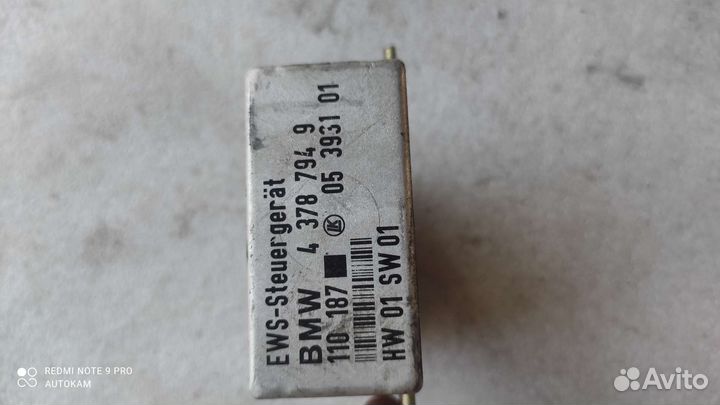 EWS-Steuergerät
BMW 4 378 794 9
110 187 LK 05 3931 01
HW 01 SW 01
REDMI NOTE 9 PRO
AUTOKAM
Avito